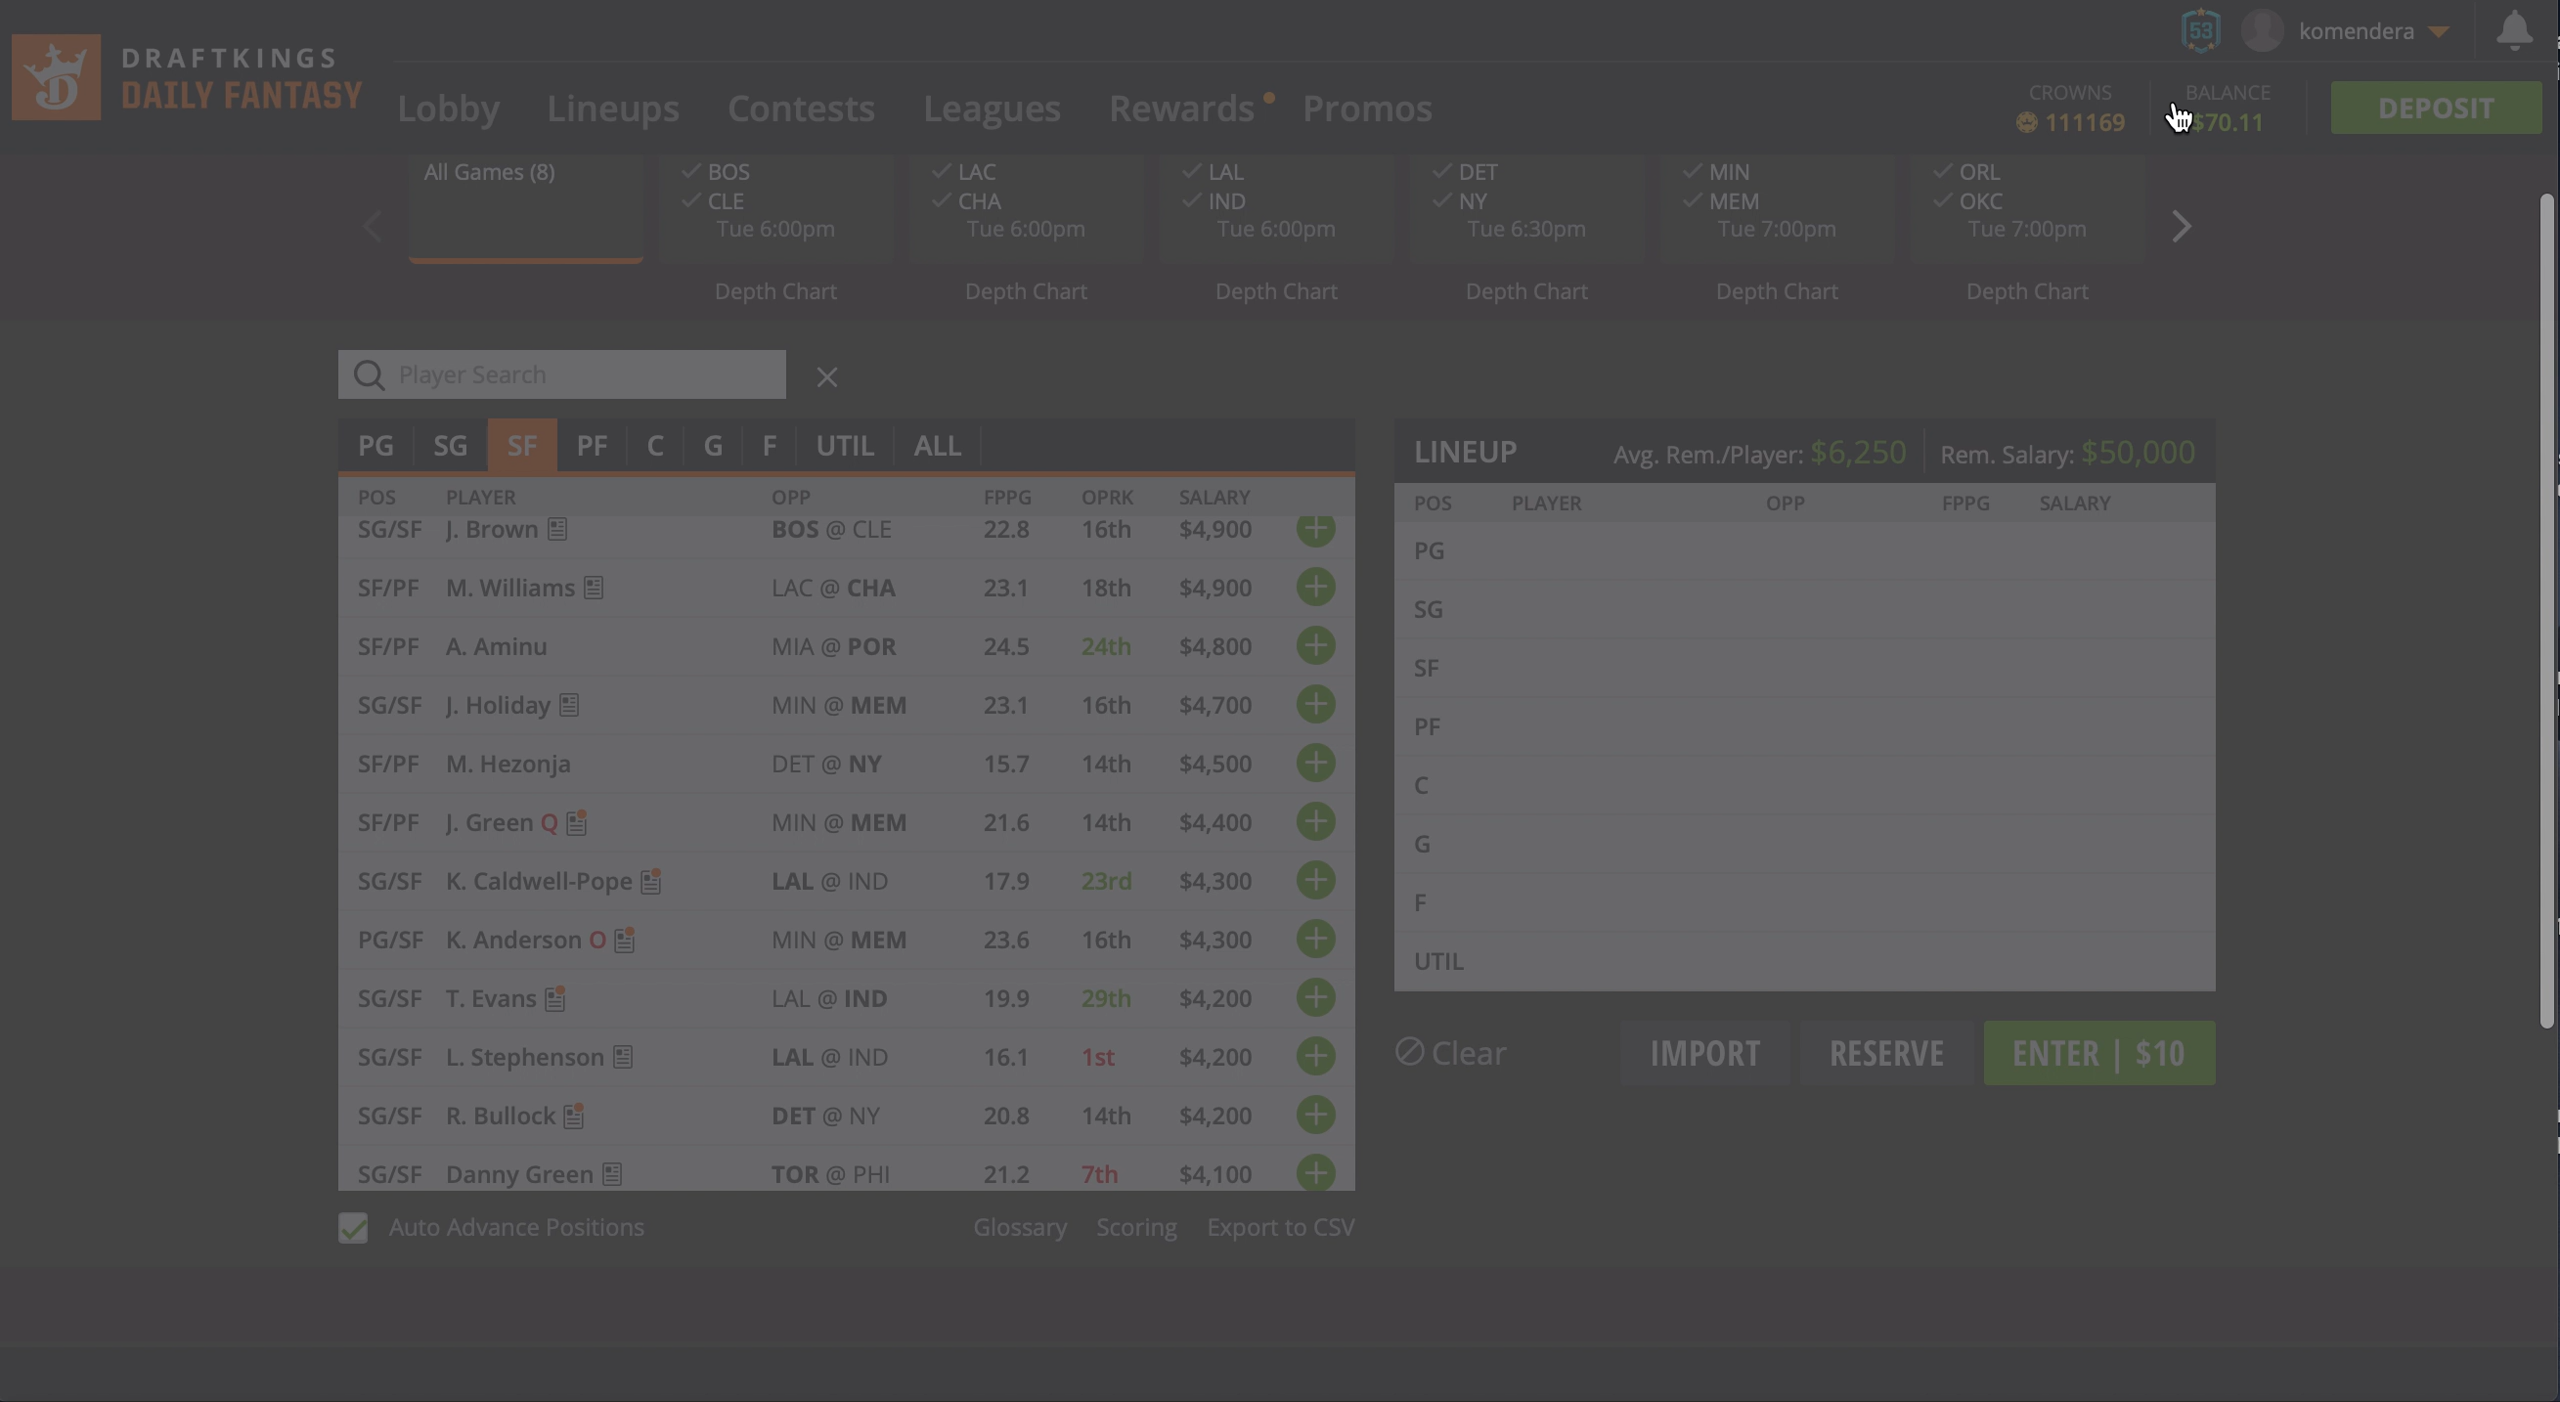 53 komendera
DRAFTKINGS
DAILY FANTASY
Lobby Lineups Contests Leagues Rewards Promos
CROWNS BALANCE
111169 $70.11
DEPOSIT
All Games (8)
BOS
CLE
Tue 6:00pm
Depth Chart
LAC
CHA
Tue 6:00pm
Depth Chart
LAL
IND
Tue 6:00pm
Depth Chart
DET
NY
Tue 6:30pm
Depth Chart
MIN
MEM
Tue 7:00pm
Depth Chart
ORL
OKC
Tue 7:00pm
Depth Chart
Player Search
PG SG SF PF C G F UTIL ALL
POS PLAYER OPP FPPG OPRK SALARY
SG/SF J. Brown BOS @ CLE 22.8 16th $4,900
SF/PF M. Williams LAC @ CHA 23.1 18th $4,900
SF/PF A. Aminu MIA @ POR 24.5 24th $4,800
SG/SF J. Holiday MIN @ MEM 23.1 16th $4,700
SF/PF M. Hezonja DET @ NY 15.7 14th $4,500
SF/PF J. Green Q MIN @ MEM 21.6 14th $4,400
SG/SF K. Caldwell-Pope LAL @ IND 17.9 23rd $4,300
PG/SF K. Anderson O MIN @ MEM 23.6 16th $4,300
SG/SF T. Evans LAL @ IND 19.9 29th $4,200
SG/SF L. Stephenson LAL @ IND 16.1 1st $4,200
SG/SF R. Bullock DET @ NY 20.8 14th $4,200
SG/SF Danny Green TOR @ PHI 21.2 7th $4,100
Auto Advance Positions Glossary Scoring Export to CSV
LINEUP Avg. Rem./Player: $6,250 Rem. Salary: $50,000
POS PLAYER OPP FPPG SALARY
PG
SG
SF
PF
C
G
F
UTIL
Clear IMPORT RESERVE ENTER | $10